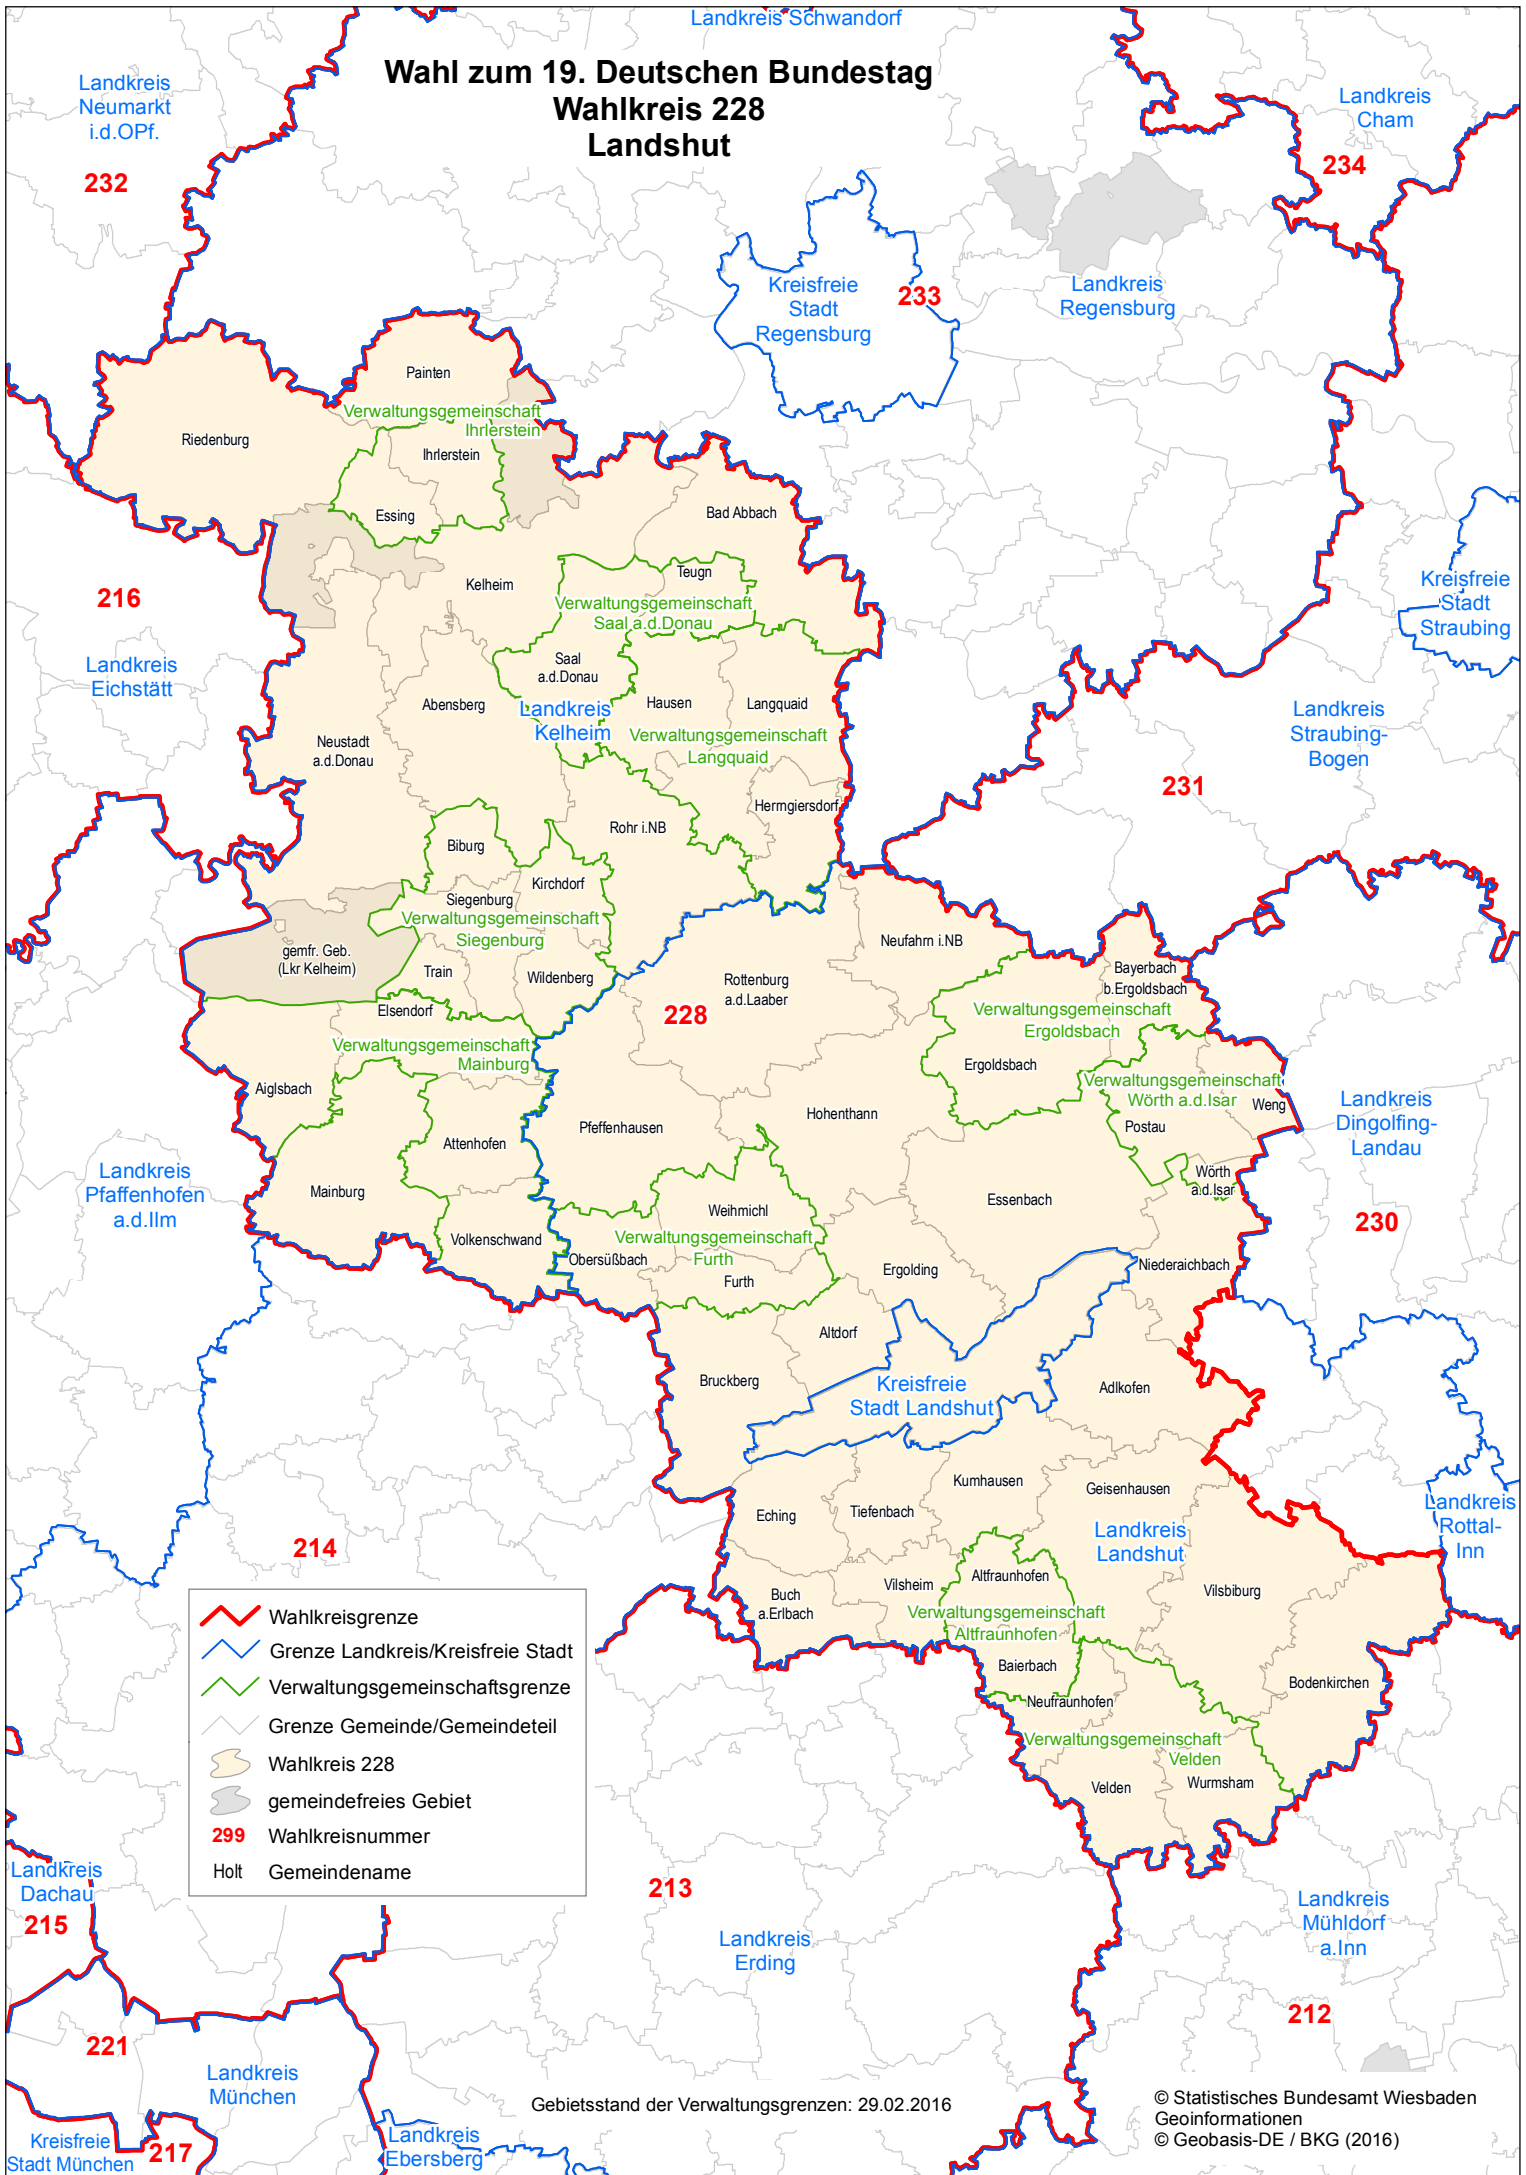 Landkreis Schwandorf
Wahl zum 19. Deutschen Bundestag
Wahlkreis 228
Landshut
Landkreis
Neumarkt
i.d.OPf.
232
Landkreis
Cham
234
Kreisfreie
Stadt
Regensburg
233
Landkreis
Regensburg
Painten
Verwaltungsgemeinschaft
Ihrlerstein
Riedenburg
Ihrlerstein
Essing
Bad Abbach
Kelheim
Teugn
Verwaltungsgemeinschaft
Saal a.d.Donau
216
Kreisfreie
Stadt
Straubing
Landkreis
Eichstätt
Saal
a.d.Donau
Abensberg
Landkreis
Kelheim
Hausen
Langquaid
Verwaltungsgemeinschaft
Langquaid
Neustadt
a.d.Donau
Landkreis
Straubing-
Bogen
231
Herrngiersdorf
Rohr i.NB
Biburg
Kirchdorf
Siegenburg
Verwaltungsgemeinschaft
Siegenburg
gemfr. Geb.
(Lkr Kelheim)
Train
Wildenberg
Neufahrn i.NB
Rottenburg
a.d.Laaber
228
Bayerbach
b.Ergoldsbach
Verwaltungsgemeinschaft
Ergoldsbach
Elsendorf
Verwaltungsgemeinschaft
Mainburg
Ergoldsbach
Aiglsbach
Verwaltungsgemeinschaft
Wörth a.d.Isar
Weng
Postau
Hohenthann
Pfeffenhausen
Attenhofen
Landkreis
Dingolfing-
Landau
Landkreis
Pfaffenhofen
a.d.Ilm
Mainburg
Wörth
a.d.Isar
Essenbach
Weihmichl
230
Volkenschwand
Verwaltungsgemeinschaft
Furth
Obersüßbach
Furth
Ergolding
Niederaichbach
Altdorf
Bruckberg
Kreisfreie
Stadt Landshut
Adlkofen
Kumhausen
Geisenhausen
Eching
Tiefenbach
Landkreis
Landshut
Landkreis
Rottal-
Inn
214
Altfraunhofen
Vilsheim
Buch
a.Erlbach
Vilsbiburg
Verwaltungsgemeinschaft
Altfraunhofen
Baierbach
Bodenkirchen
Neufraunhofen
Verwaltungsgemeinschaft
Velden
Velden
Wurmsham
Wahlkreisgrenze
Grenze Landkreis/Kreisfreie Stadt
Verwaltungsgemeinschaftsgrenze
Grenze Gemeinde/Gemeindeteil
Wahlkreis 228
gemeindefreies Gebiet
299 Wahlkreisnummer
Holt Gemeindename
Landkreis
Dachau
215
213
Landkreis
Erding
Landkreis
Mühldorf
a.Inn
212
221
Landkreis
München
Kreisfreie
Stadt München
217
Landkreis
Ebersberg
Gebietsstand der Verwaltungsgrenzen: 29.02.2016
© Statistisches Bundesamt Wiesbaden
Geoinformationen
© Geobasis-DE / BKG (2016)